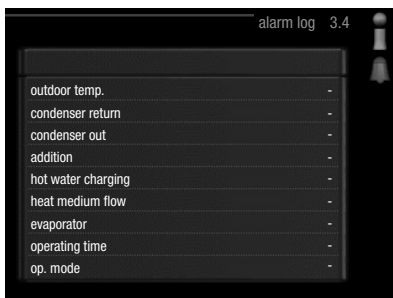 alarm log 3.4
outdoor temp. -
condenser return -
condenser out -
addition -
hot water charging -
heat medium flow -
evaporator -
operating time -
op. mode -